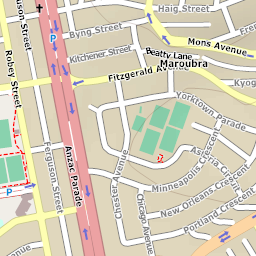 Haig Street
Byng Street
Mons Avenue
Kitchener Street
Beatty Lane
Maroubra
Fitzgerald Avenue
Robey Street
Ferguson Street
Anzac Parade
Yorktown Parade
Astoria
Minneapolis Crescent
New Orleans Crescent
Portland Crescent
Chester Avenue
Chicago Avenue
P
P
P